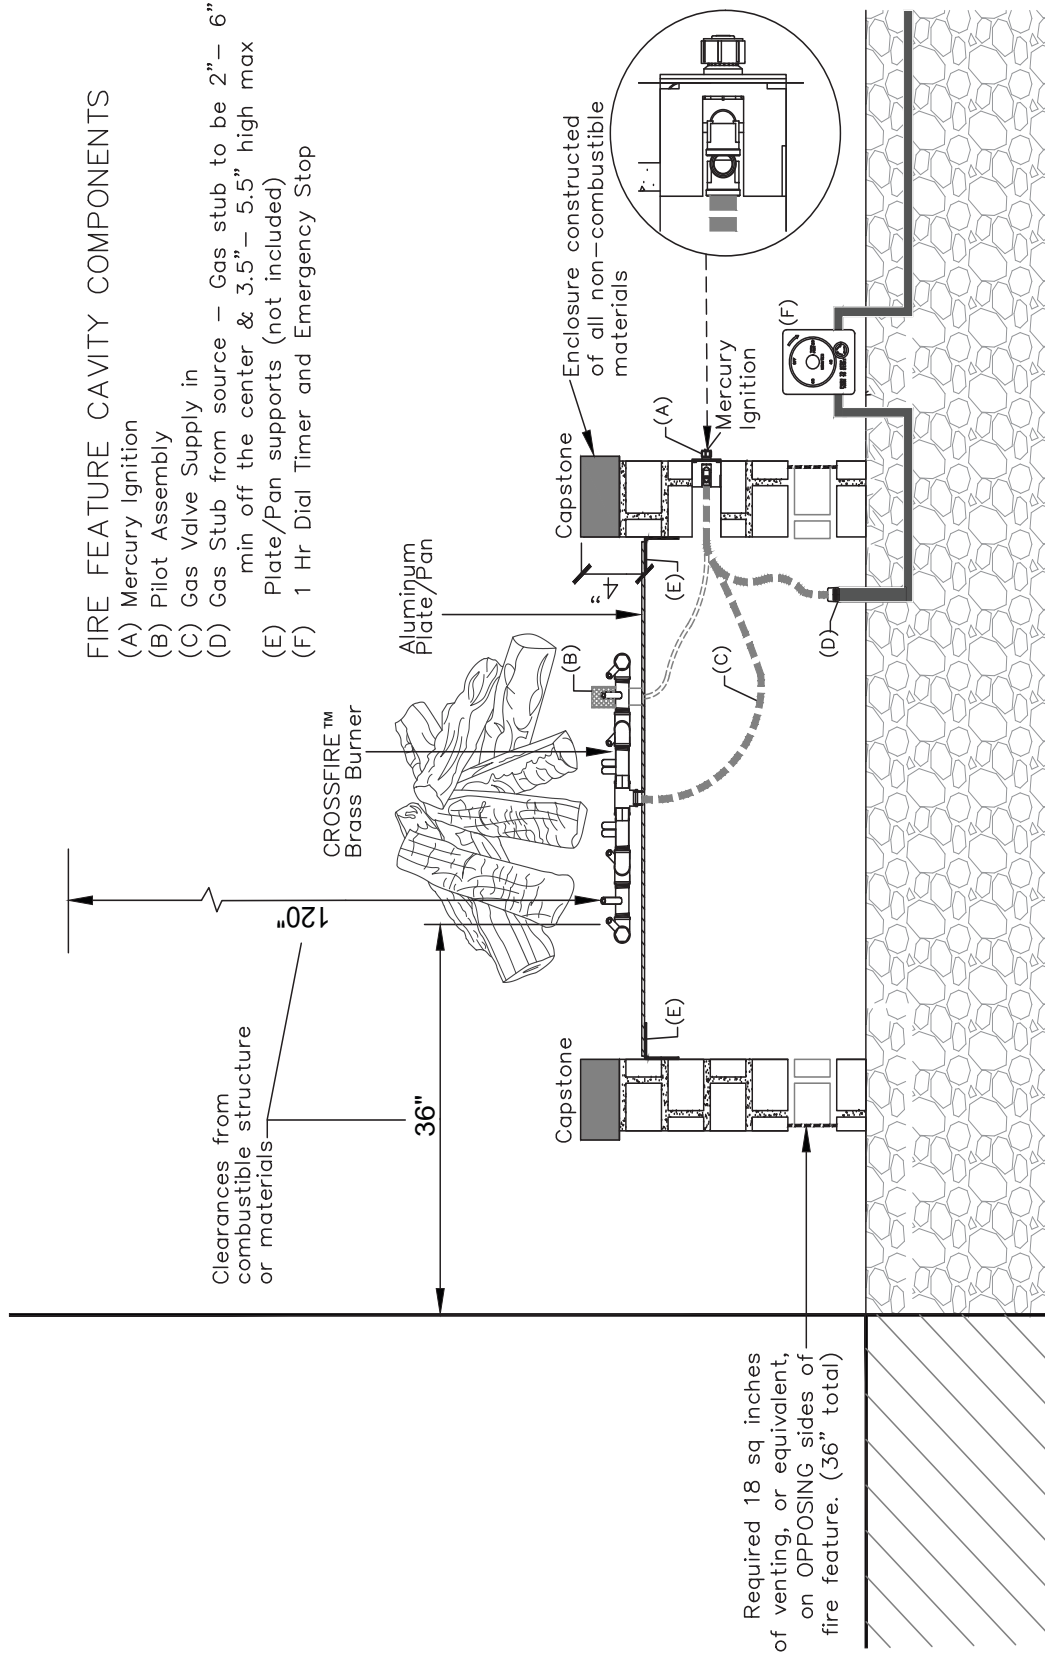 FIRE FEATURE CAVITY COMPONENTS
(A) Mercury Ignition
(B) Pilot Assembly
(C) Gas Valve Supply in
(D) Gas Stub from source – Gas stub to be 2"– 6"
min off the center & 3.5"– 5.5" high max
(E) Plate/Pan supports (not included)
(F) 1 Hr Dial Timer and Emergency Stop
Clearances from
combustible structure
or materials
120"
36"
CROSSFIRE™
Brass Burner
Aluminum
Plate/Pan
Capstone
Capstone
Enclosure constructed
of all non–combustible
materials
4"
(A)
Mercury
Ignition
(B)
(C)
(D)
(E)
(E)
(F)
Required 18 sq inches
of venting, or equivalent,
on OPPOSING sides of
fire feature. (36" total)